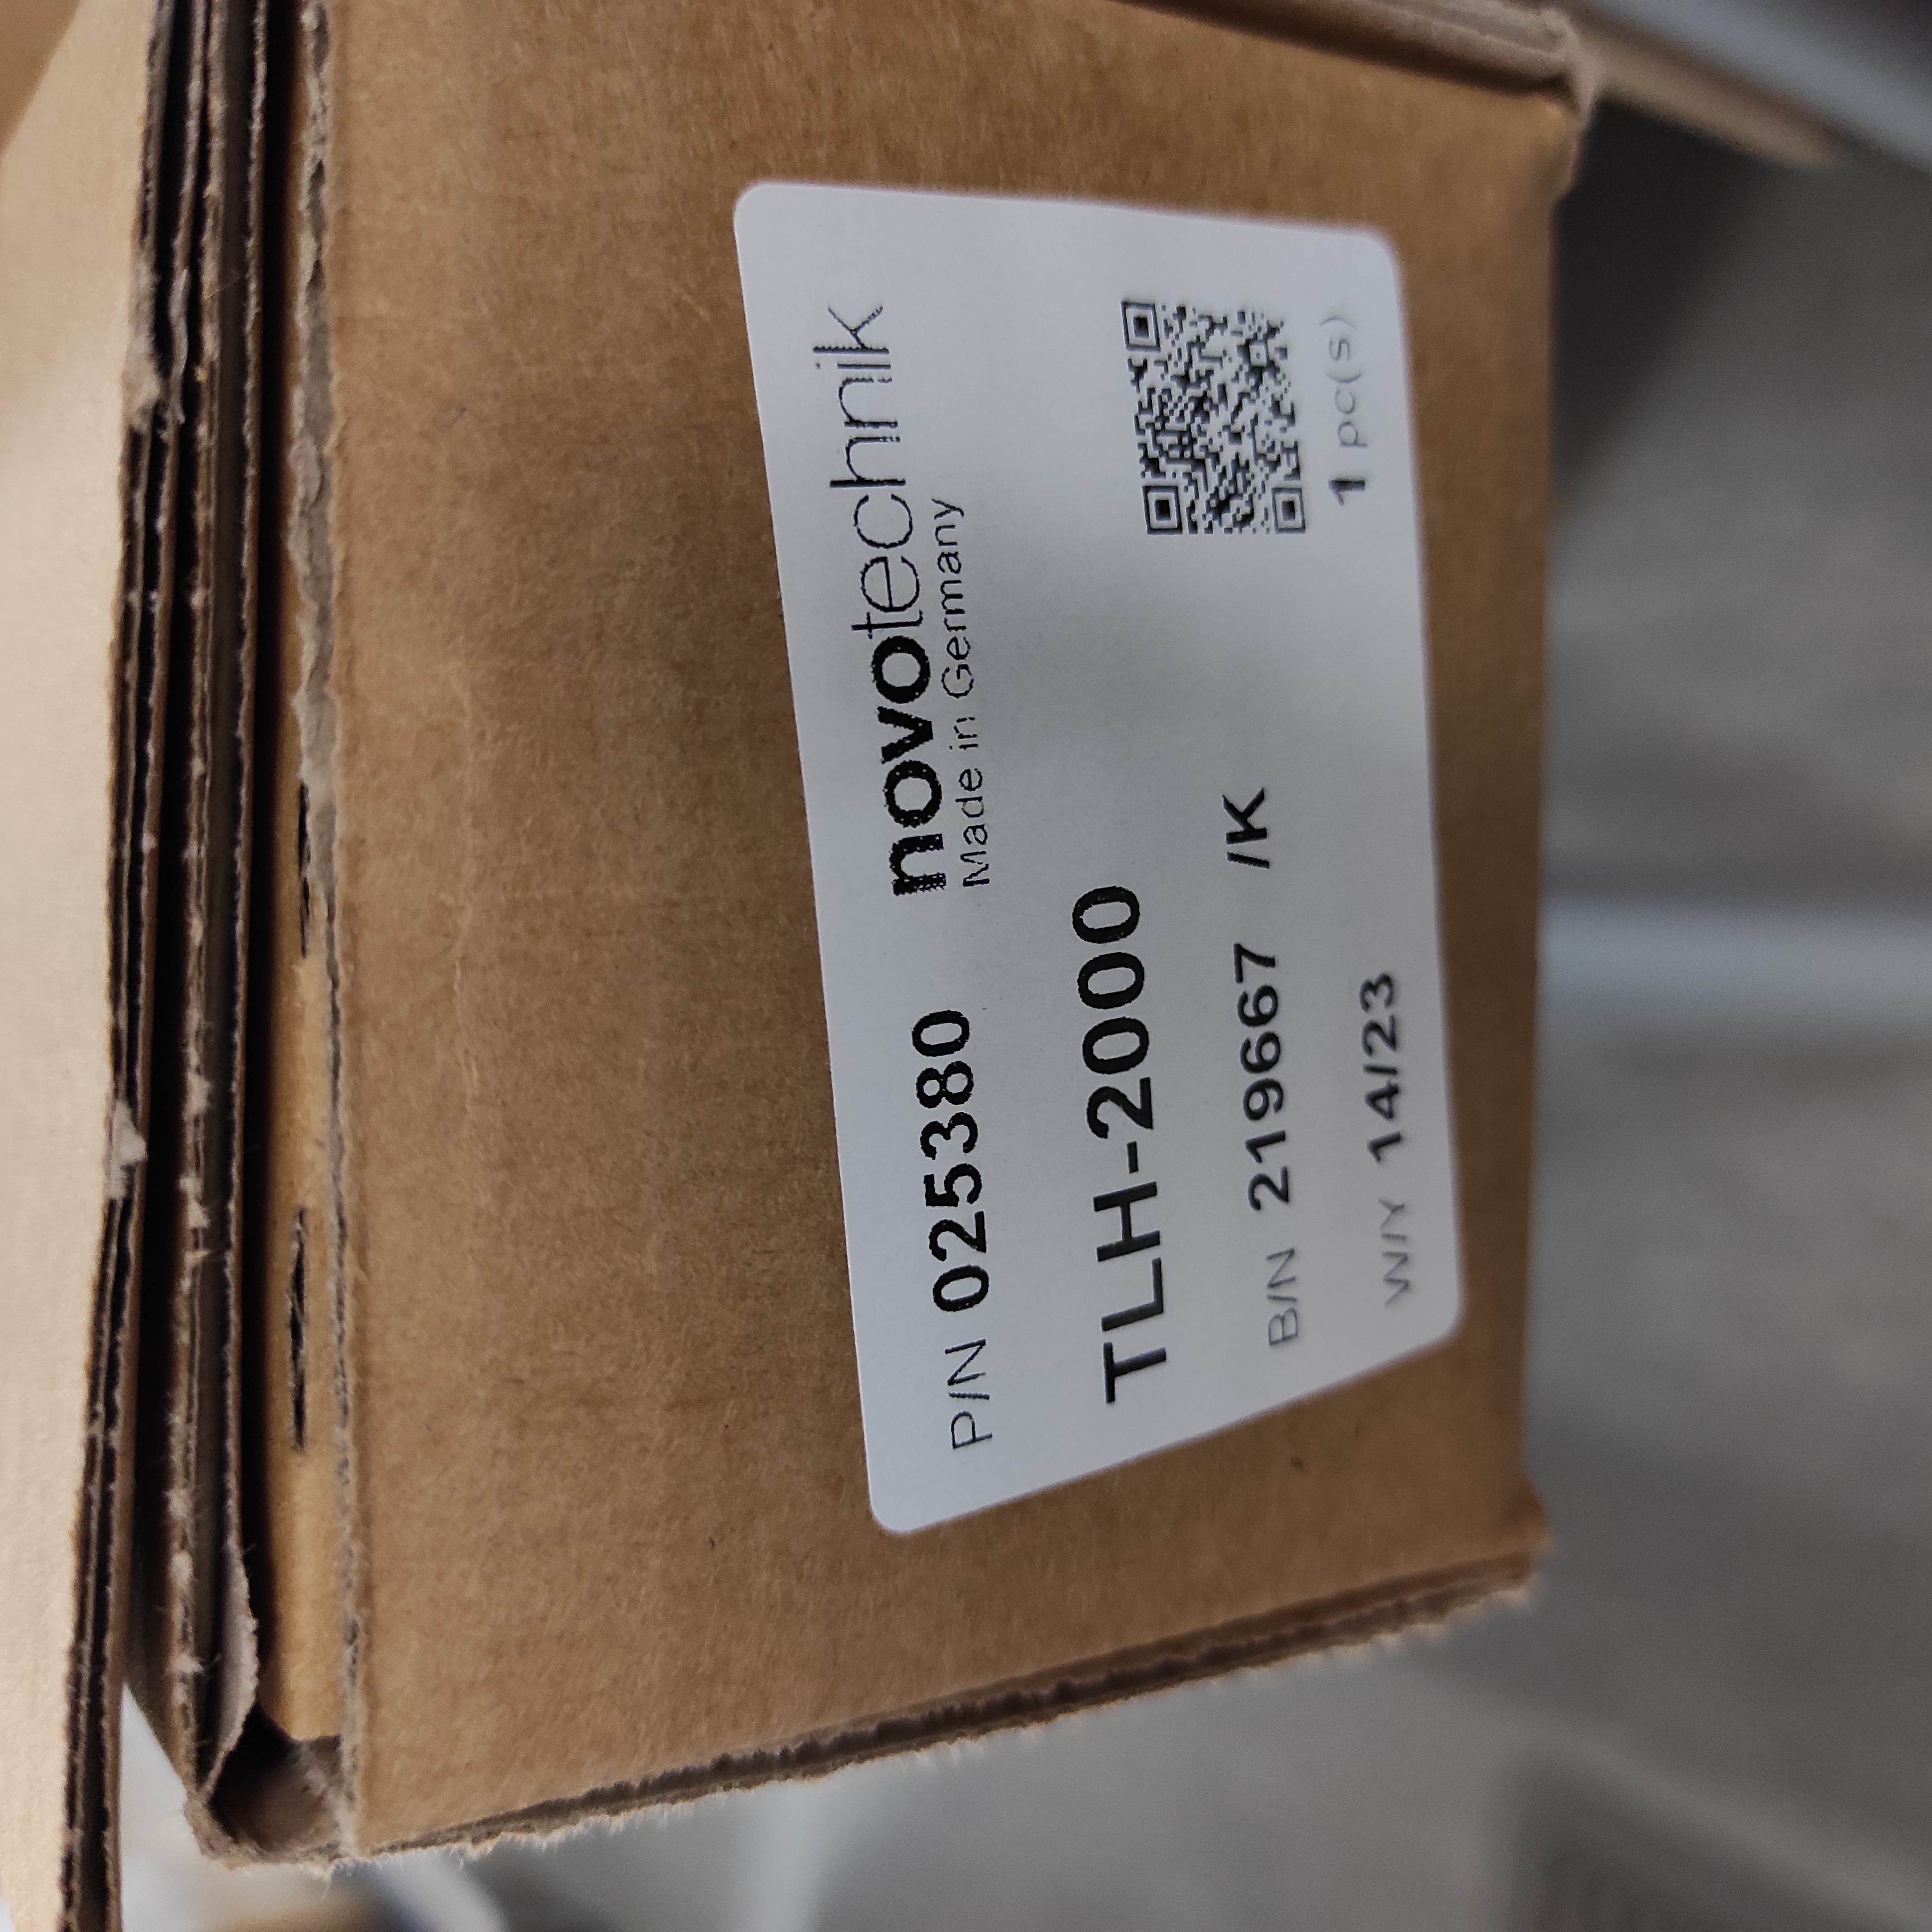 P/N 025380 novotechnik
Made in Germany
TLH-2000
B/N 219667 /K
W/Y 14/23 1 pc(s)